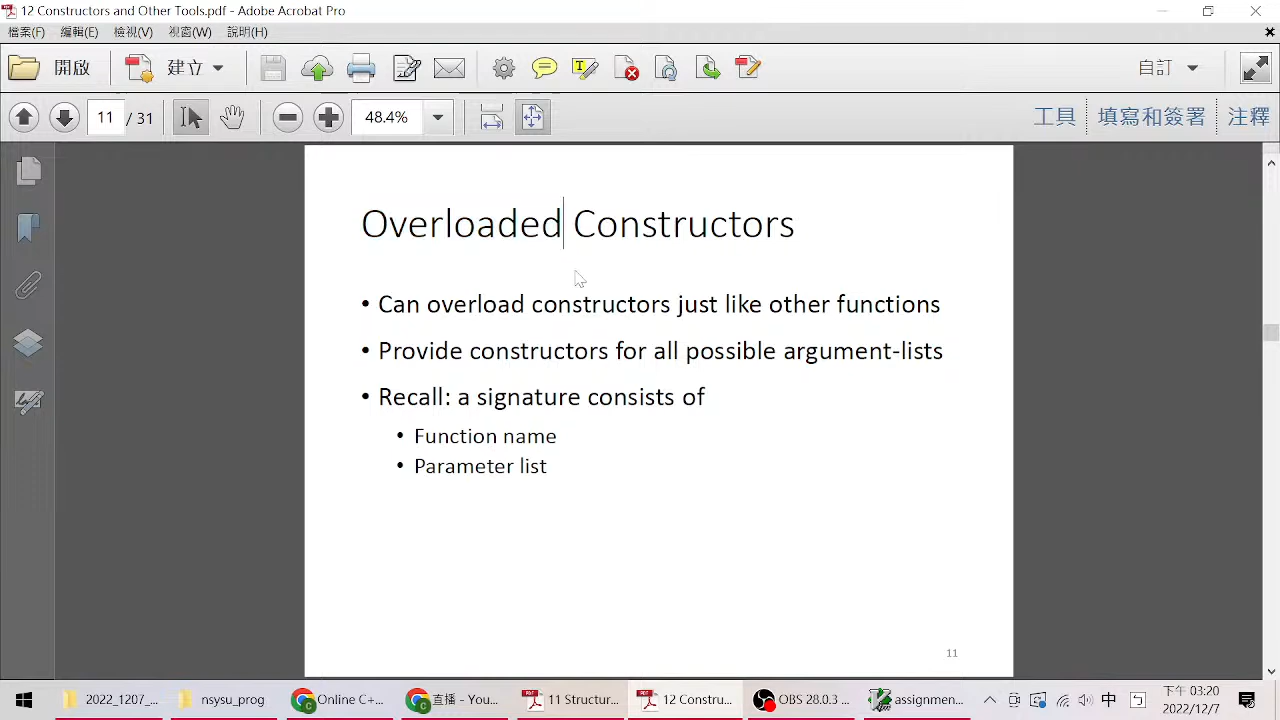 12 Constructors and Other Tools.pdf - Adobe Acrobat Pro
檔案(F) 編輯(E) 檢視(V) 視窗(W) 說明(H)
開啟 建立 自訂
11 / 31 48.4% 工具 填寫和簽署 注釋
Overloaded Constructors
• Can overload constructors just like other functions
• Provide constructors for all possible argument-lists
• Recall: a signature consists of
• Function name
• Parameter list
11
2022_1207... nsysu_prog Online C+... 直播 - You... 11 Structur... 12 Constru... OBS 28.0.3 ... assignmen... 中 下午 03:20
2022/12/7